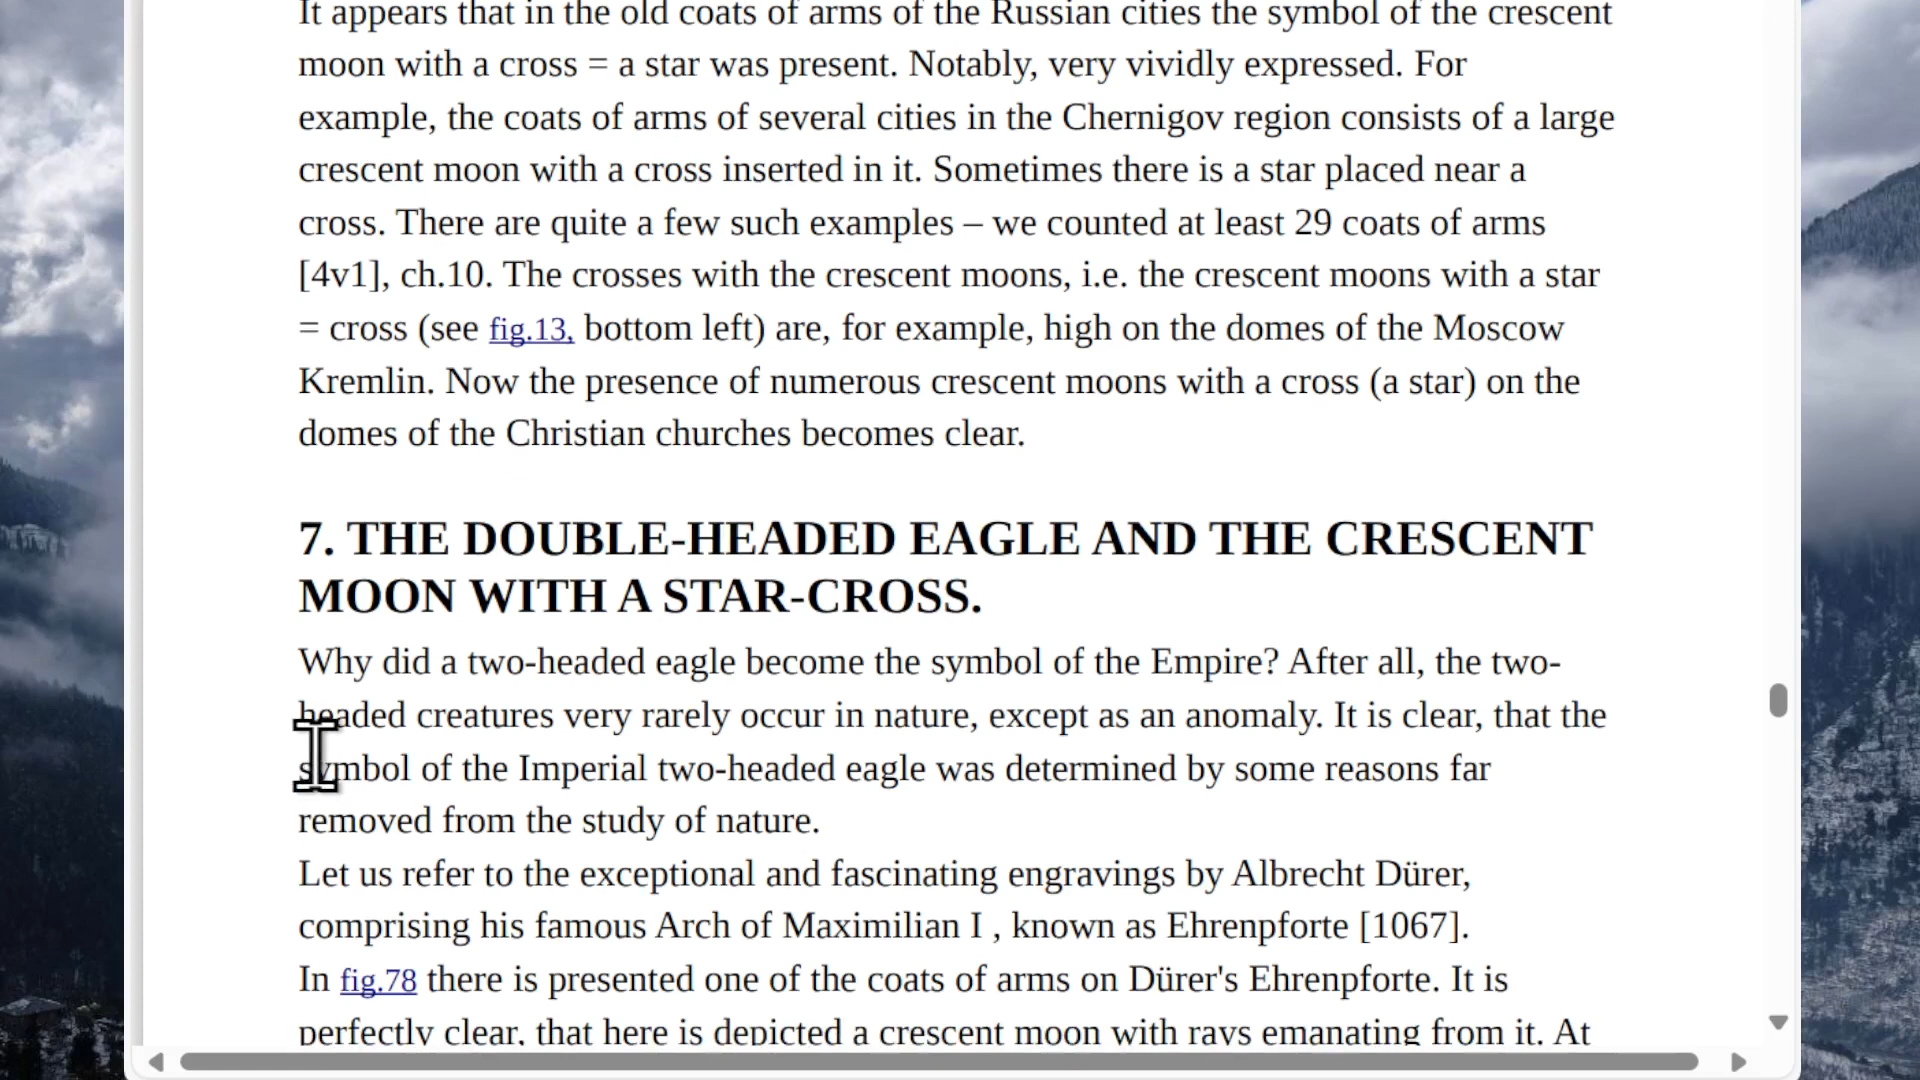 It appears that in the old coats of arms of the Russian cities the symbol of the crescent
moon with a cross = a star was present. Notably, very vividly expressed. For
example, the coats of arms of several cities in the Chernigov region consists of a large
crescent moon with a cross inserted in it. Sometimes there is a star placed near a
cross. There are quite a few such examples – we counted at least 29 coats of arms
[4v1], ch.10. The crosses with the crescent moons, i.e. the crescent moons with a star
= cross (see fig.13, bottom left) are, for example, high on the domes of the Moscow
Kremlin. Now the presence of numerous crescent moons with a cross (a star) on the
domes of the Christian churches becomes clear.
7. THE DOUBLE-HEADED EAGLE AND THE CRESCENT
MOON WITH A STAR-CROSS.
Why did a two-headed eagle become the symbol of the Empire? After all, the two-
headed creatures very rarely occur in nature, except as an anomaly. It is clear, that the
symbol of the Imperial two-headed eagle was determined by some reasons far
removed from the study of nature.
Let us refer to the exceptional and fascinating engravings by Albrecht Dürer,
comprising his famous Arch of Maximilian I , known as Ehrenpforte [1067].
In fig.78 there is presented one of the coats of arms on Dürer's Ehrenpforte. It is
perfectly clear, that here is depicted a crescent moon with rays emanating from it. At